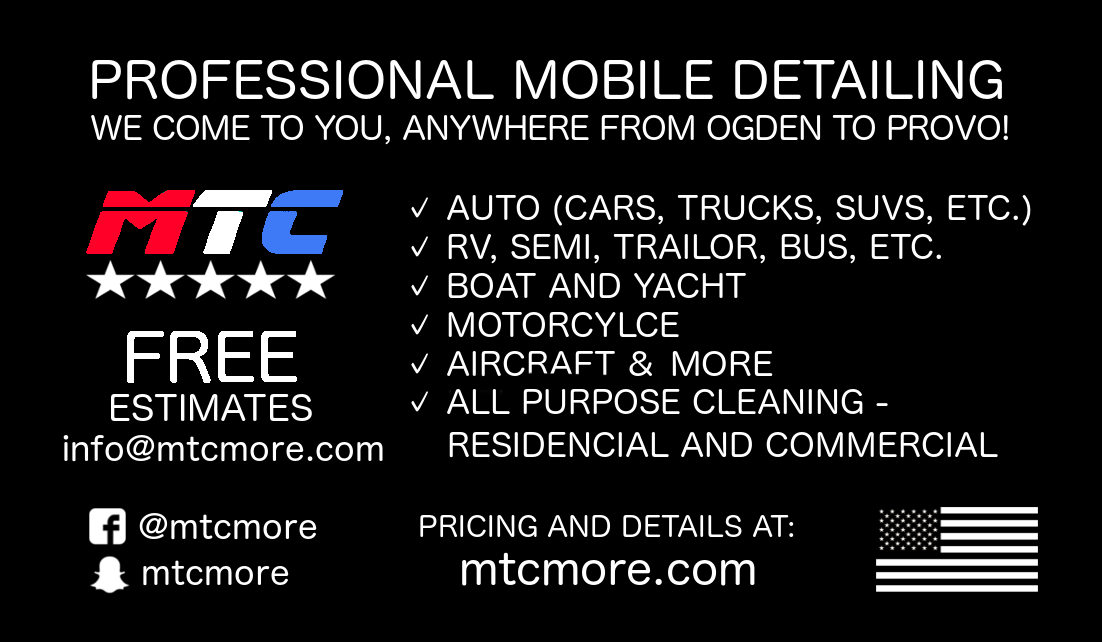 PROFESSIONAL MOBILE DETAILING
WE COME TO YOU, ANYWHERE FROM OGDEN TO PROVO!
MTC
FREE
ESTIMATES
info@mtcmore.com
✓ AUTO (CARS, TRUCKS, SUVS, ETC.)
✓ RV, SEMI, TRAILOR, BUS, ETC.
✓ BOAT AND YACHT
✓ MOTORCYLCE
✓ AIRCRAFT & MORE
✓ ALL PURPOSE CLEANING -
RESIDENCIAL AND COMMERCIAL
@mtcmore
mtcmore
PRICING AND DETAILS AT:
mtcmore.com